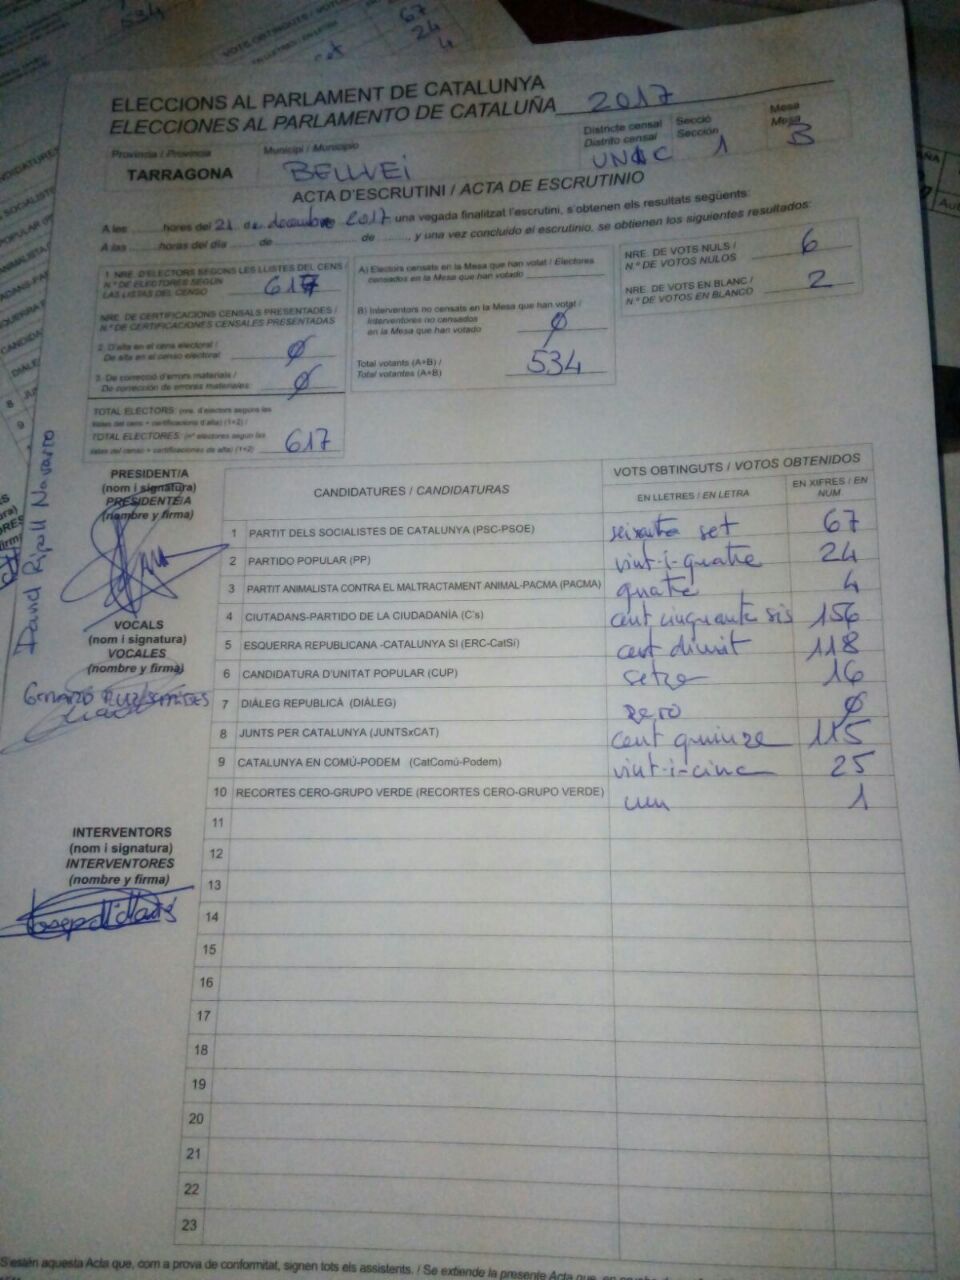 ELECCIONS AL PARLAMENT DE CATALUNYA
ELECCIONES AL PARLAMENTO DE CATALUÑA 2017
Província / Provincia
TARRAGONA
Municipi / Municipio
BELLVEI
Districte censal
Distrito censal
UNIC
Secció
Sección
1
Mesa
Mesa
B
ACTA D'ESCRUTINI / ACTA DE ESCRUTINIO
A les hores del 21 de decembre 2017 una vegada finalitzat l'escrutini, s'obtenen els resultats següents:
A las horas del día de de , y una vez concluido el escrutinio, se obtienen los siguientes resultados:
1. NRE. D'ELECTORS SEGONS LES LLISTES DEL CENS /
N.º DE ELECTORES SEGÚN
LAS LISTAS DEL CENSO
617
NRE. DE CERTIFICACIONS CENSALS PRESENTADES /
N.º DE CERTIFICACIONES CENSALES PRESENTADAS
2. D'alta en el cens electoral /
De alta en el censo electoral
Ø
3. De correcció d'errors materials /
De corrección de errores materiales
Ø
TOTAL ELECTORS: (nre. d'electors segons les
llistes del cens + certificacions d'alta) (1+2) /
TOTAL ELECTORES: (nº electores según las
listas del censo + certificaciones de alta) (1+2)
617
A) Electors censats en la Mesa que han votat / Electores
censados en la Mesa que han votado
B) Interventors no censats en la Mesa que han votat /
Interventores no censados
en la Mesa que han votado
Ø
Total votants (A+B) /
Total votantes (A+B)
534
NRE. DE VOTS NULS /
N.º DE VOTOS NULOS
6
NRE. DE VOTS EN BLANC /
N.º DE VOTOS EN BLANCO
2
PRESIDENT/A
(nom i signatura)
PRESIDENTE/A
(nombre y firma)
David Ripoll Navarro
VOCALS
(nom i signatura)
VOCALES
(nombre y firma)
INTERVENTORS
(nom i signatura)
INTERVENTORES
(nombre y firma)
CANDIDATURES / CANDIDATURAS
VOTS OBTINGUTS / VOTOS OBTENIDOS
EN LLETRES / EN LETRA
EN XIFRES / EN NUM
1 PARTIT DELS SOCIALISTES DE CATALUNYA (PSC-PSOE) seixanta set 67
2 PARTIDO POPULAR (PP) vint-i-quatre 24
3 PARTIT ANIMALISTA CONTRA EL MALTRACTAMENT ANIMAL-PACMA (PACMA) quatre 4
4 CIUTADANS-PARTIDO DE LA CIUDADANÍA (C's) cent cinquanta sis 156
5 ESQUERRA REPUBLICANA -CATALUNYA SI (ERC-CatSí) cent divuit 118
6 CANDIDATURA D'UNITAT POPULAR (CUP) setze 16
7 DIÀLEG REPUBLICÀ (DIÀLEG) zero Ø
8 JUNTS PER CATALUNYA (JUNTSxCAT) cent quinze 115
9 CATALUNYA EN COMÚ-PODEM (CatComú-Podem) vint-i-cinc 25
10 RECORTES CERO-GRUPO VERDE (RECORTES CERO-GRUPO VERDE) un 1
11
12
13
14
15
16
17
18
19
20
21
22
23
S'estén aquesta Acta que, com a prova de conformitat, signen tots els assistents. / Se extiende la presente Acta que, en prueba de